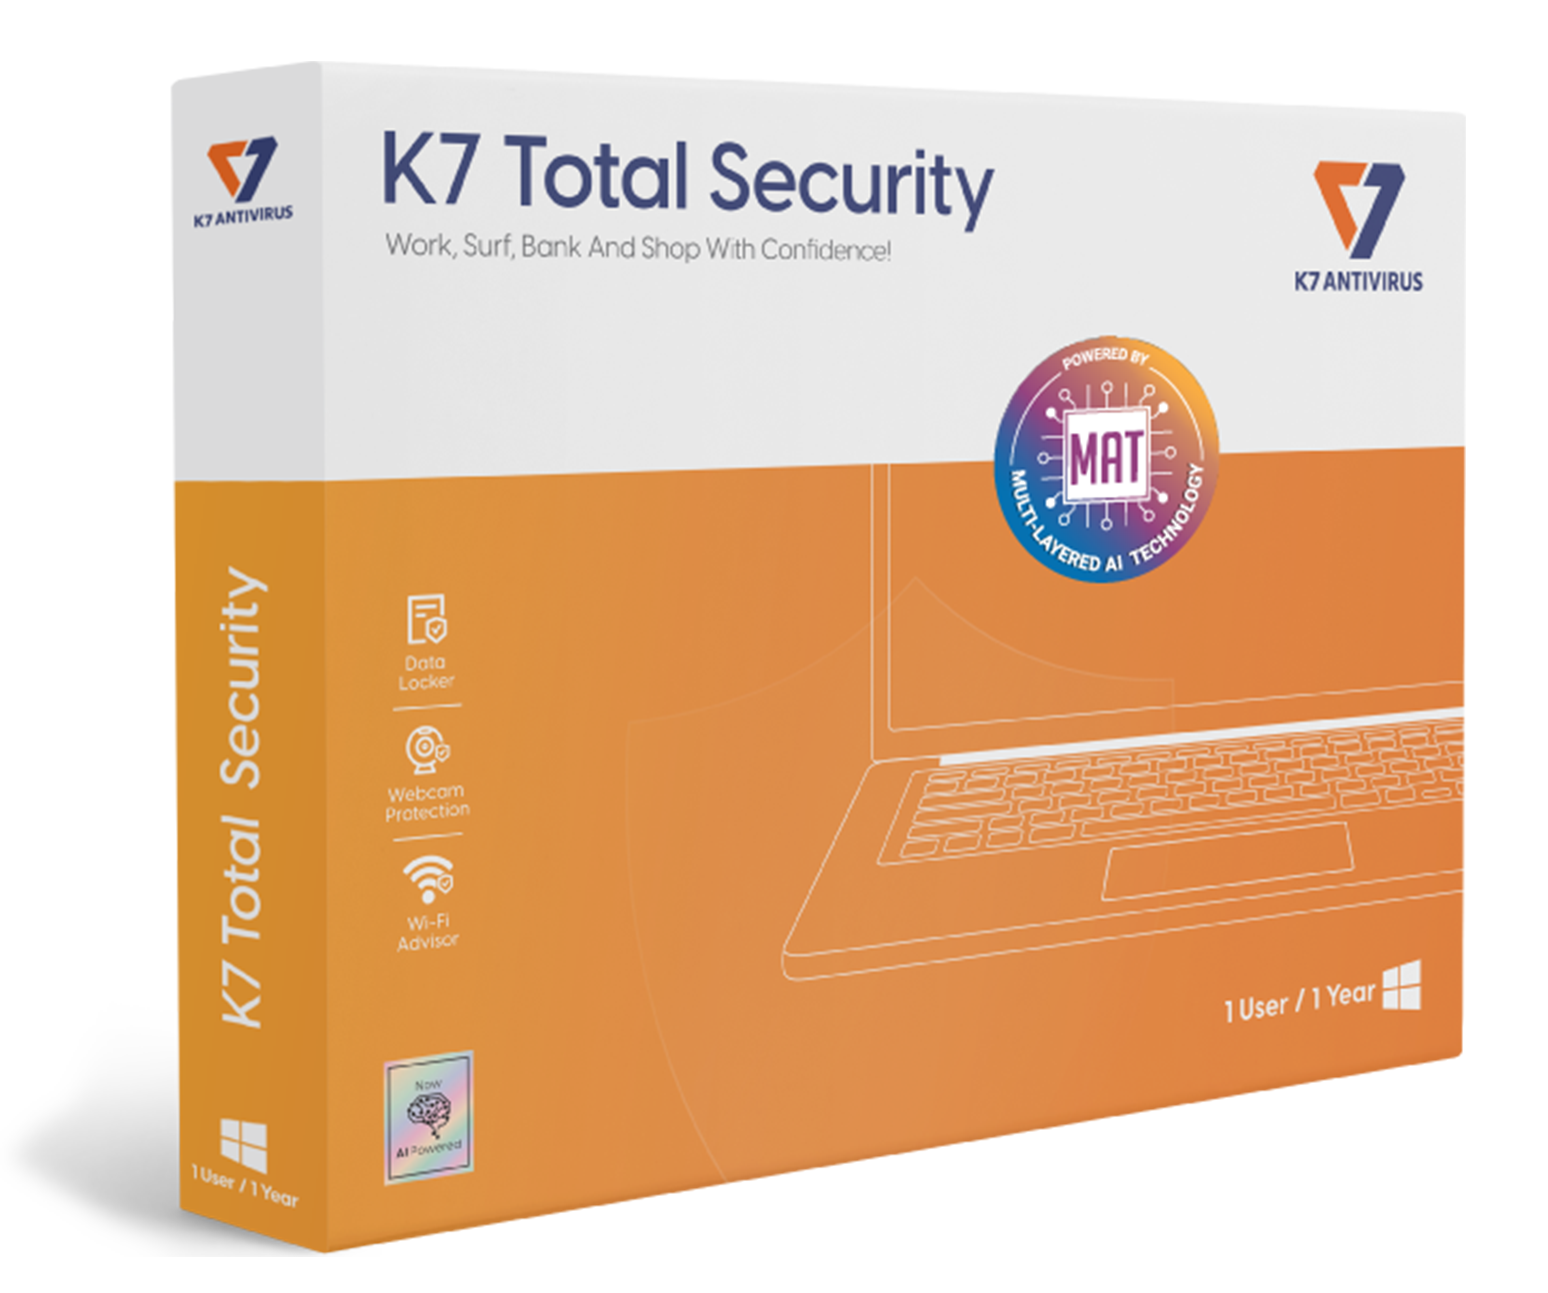 K7 ANTIVIRUS
K7 Total Security
1 User / 1 Year
K7 Total Security
Work, Surf, Bank And Shop With Confidence!
K7 ANTIVIRUS
POWERED BY
MAT
MULTI-LAYERED AI TECHNOLOGY
Data
Locker
Webcam
Protection
Wi-Fi
Advisor
Now
AI Powered
1 User / 1 Year